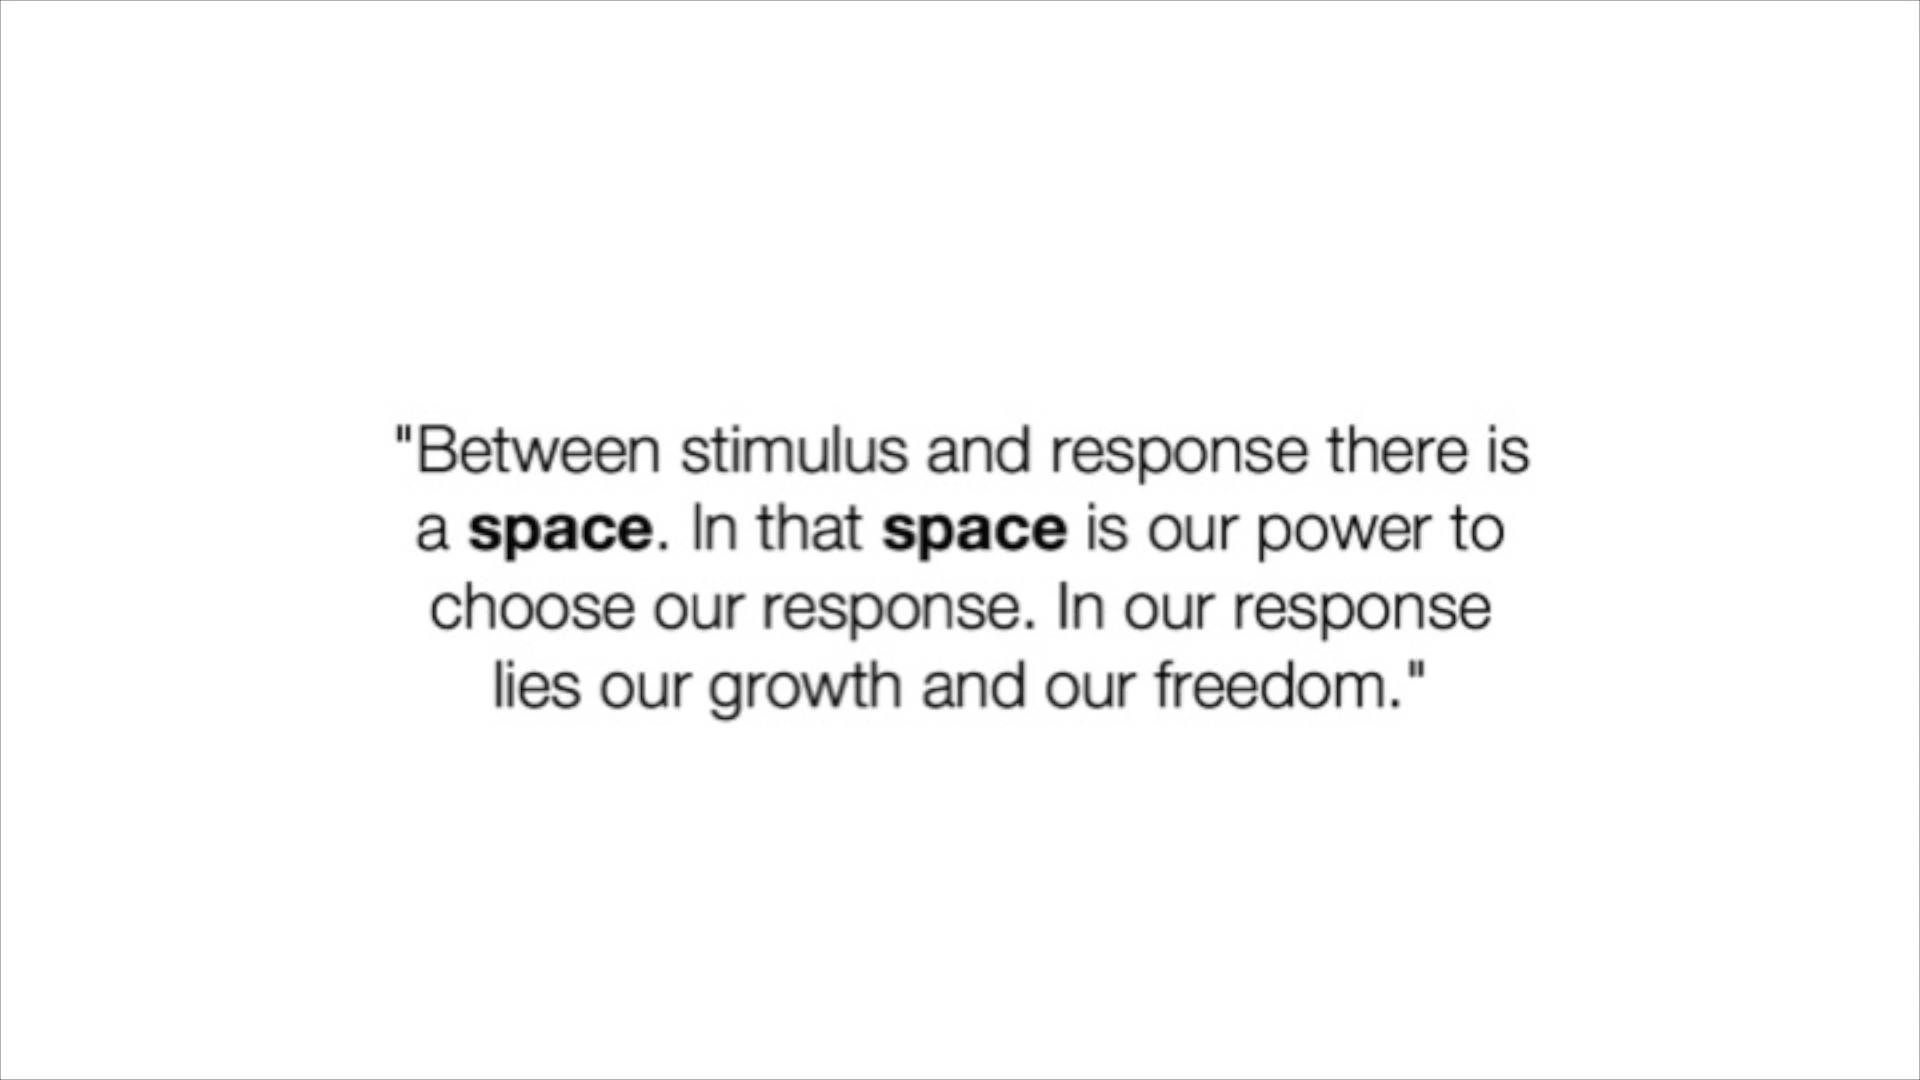 "Between stimulus and response there is
a space. In that space is our power to
choose our response. In our response
lies our growth and our freedom."